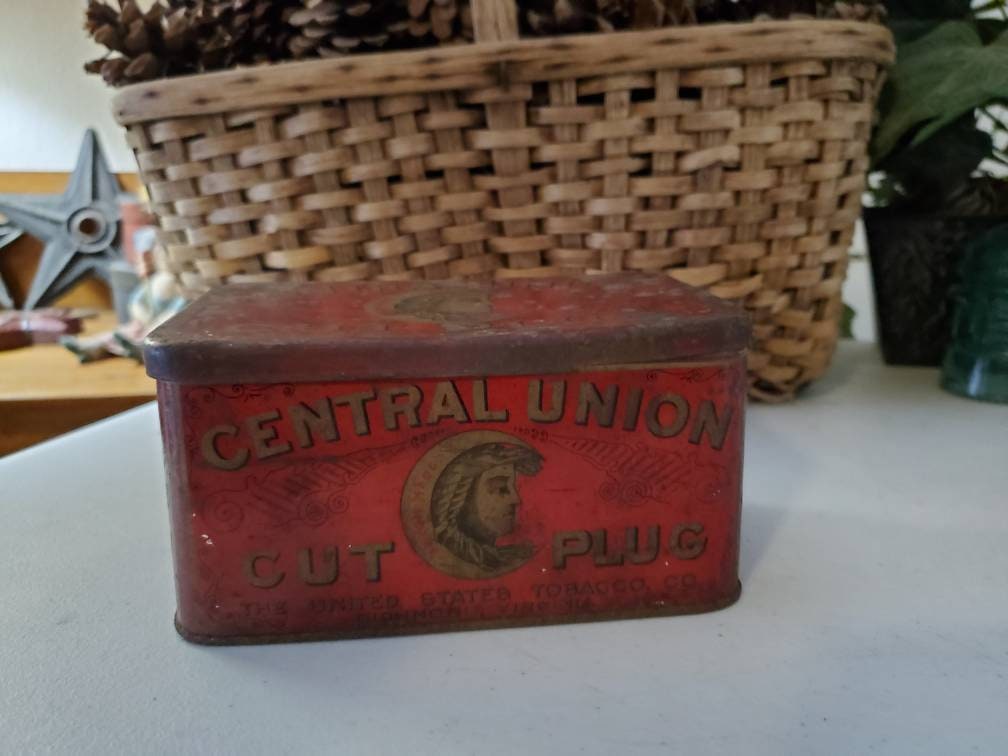 CENTRAL UNION
CUT PLUG
THE UNITED STATES TOBACCO CO
RICHMOND VIRGINIA